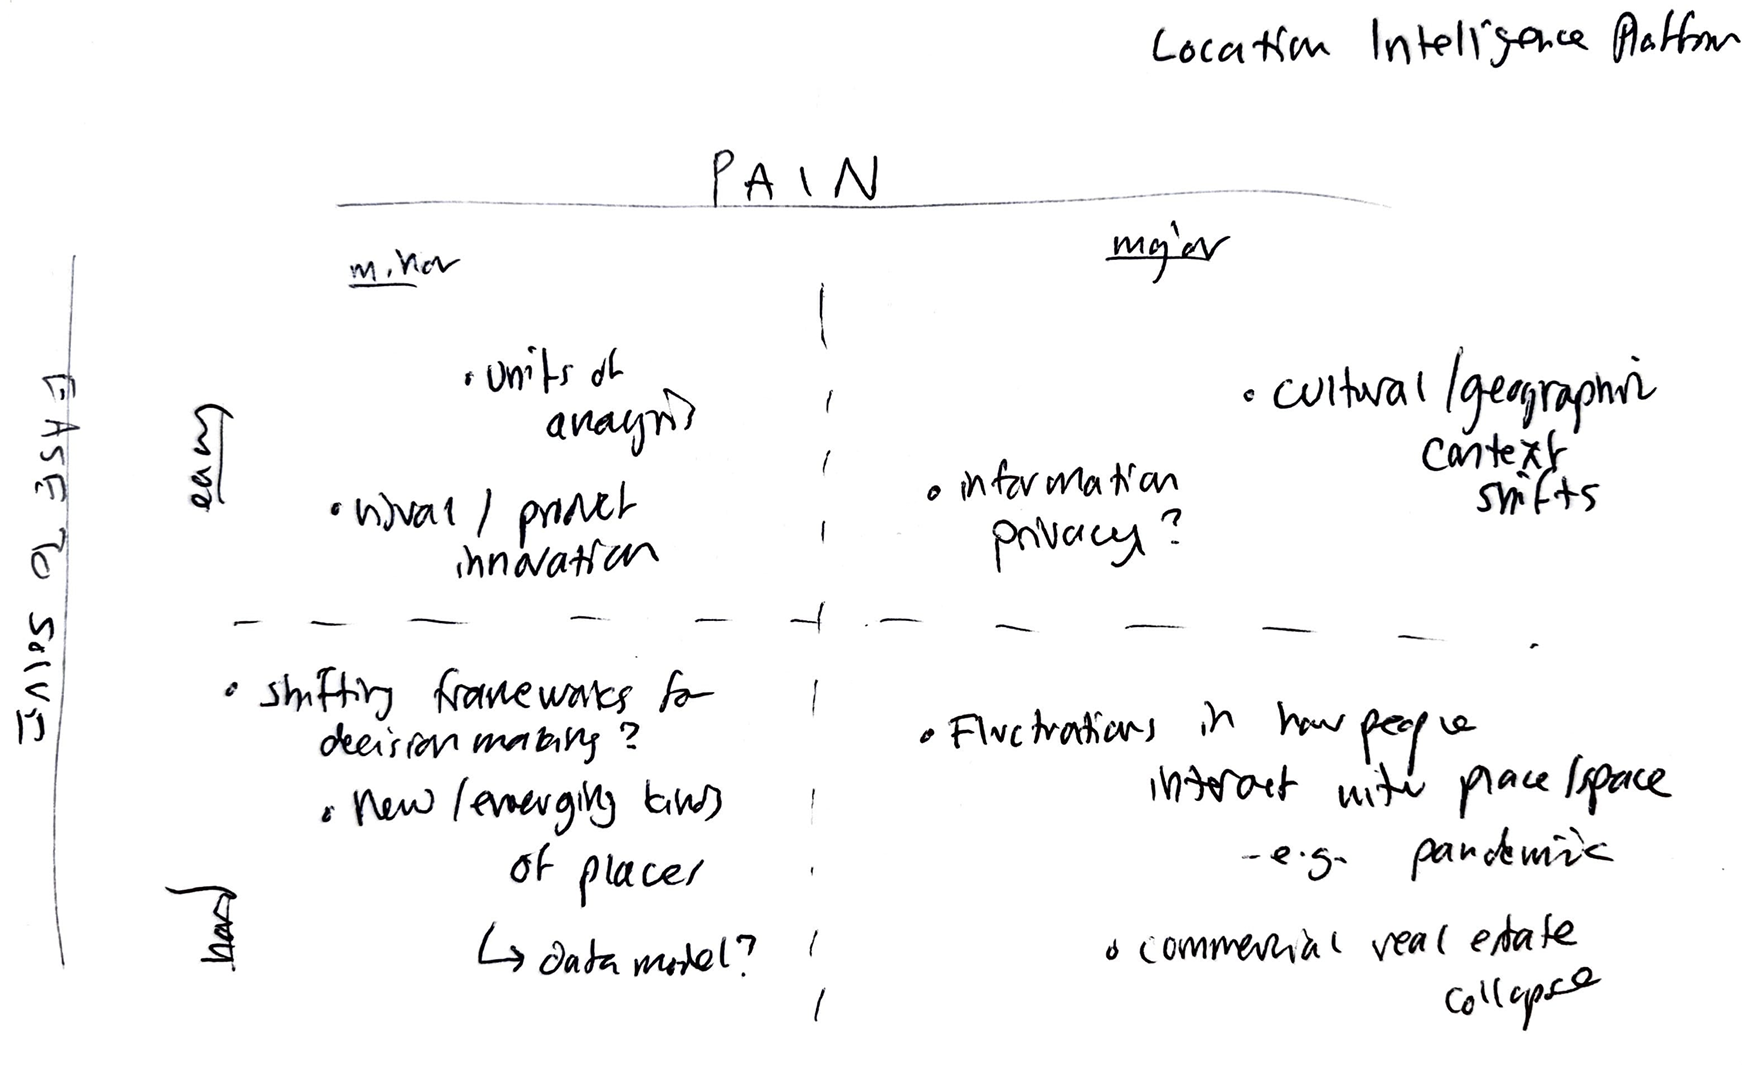 Location Intelligence Platform
PAIN
minor
major
EASE TO SOLVE
easy
• units of
analysis
• rival / product
innovation
• information
privacy?
• cultural/geographic
context
shifts
hard
• shifting frameworks for
decision making?
• New/emerging kinds
of places
↳ data model?
• Fluctuations in how people
interact with place/space
- e.g. pandemic
• commercial real estate
collapse